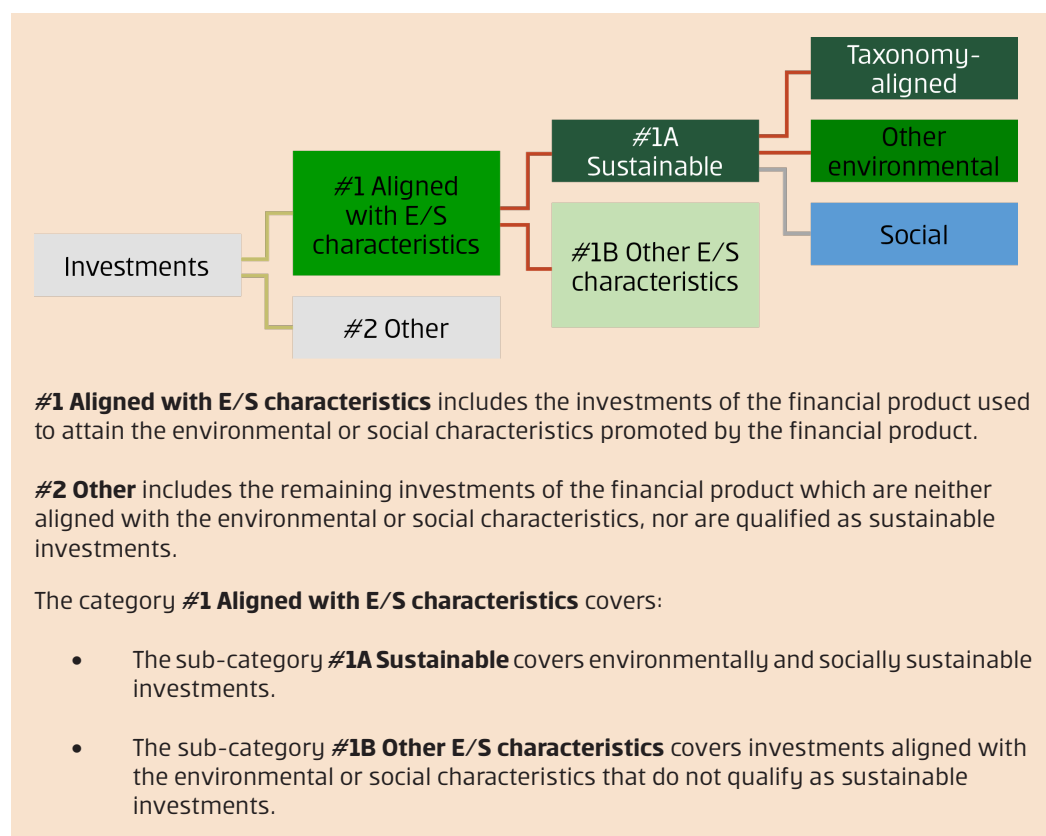 Taxonomy-
aligned
#1A
Sustainable
Other
environmental
#1 Aligned
with E/S
characteristics
Social
#1B Other E/S
characteristics
Investments
#2 Other
#1 Aligned with E/S characteristics includes the investments of the financial product used
to attain the environmental or social characteristics promoted by the financial product.
#2 Other includes the remaining investments of the financial product which are neither
aligned with the environmental or social characteristics, nor are qualified as sustainable
investments.
The category #1 Aligned with E/S characteristics covers:
• The sub-category #1A Sustainable covers environmentally and socially sustainable
investments.
• The sub-category #1B Other E/S characteristics covers investments aligned with
the environmental or social characteristics that do not qualify as sustainable
investments.